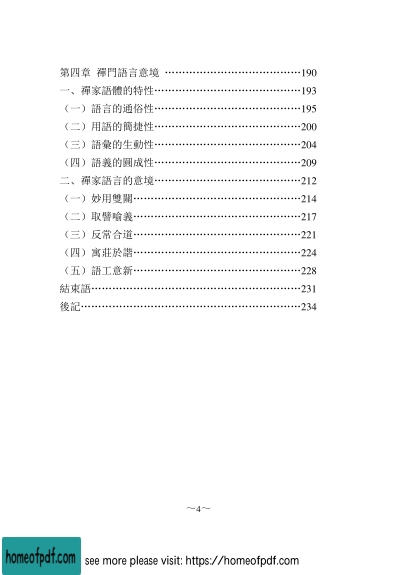 第四章 禪門語言意境 …………………………………190
一、禪家語體的特性……………………………………193
（一）語言的通俗性……………………………………195
（二）用語的簡捷性……………………………………200
（三）語彙的生動性……………………………………204
（四）語義的圓成性……………………………………209
二、禪家語言的意境……………………………………212
（一）妙用雙關…………………………………………214
（二）取譬喻義…………………………………………217
（三）反常合道…………………………………………221
（四）寓莊於諧…………………………………………224
（五）語工意新…………………………………………228
結束語……………………………………………………231
後記………………………………………………………234
～4～
homeofpdf.com
see more please visit: https://homeofpdf.com